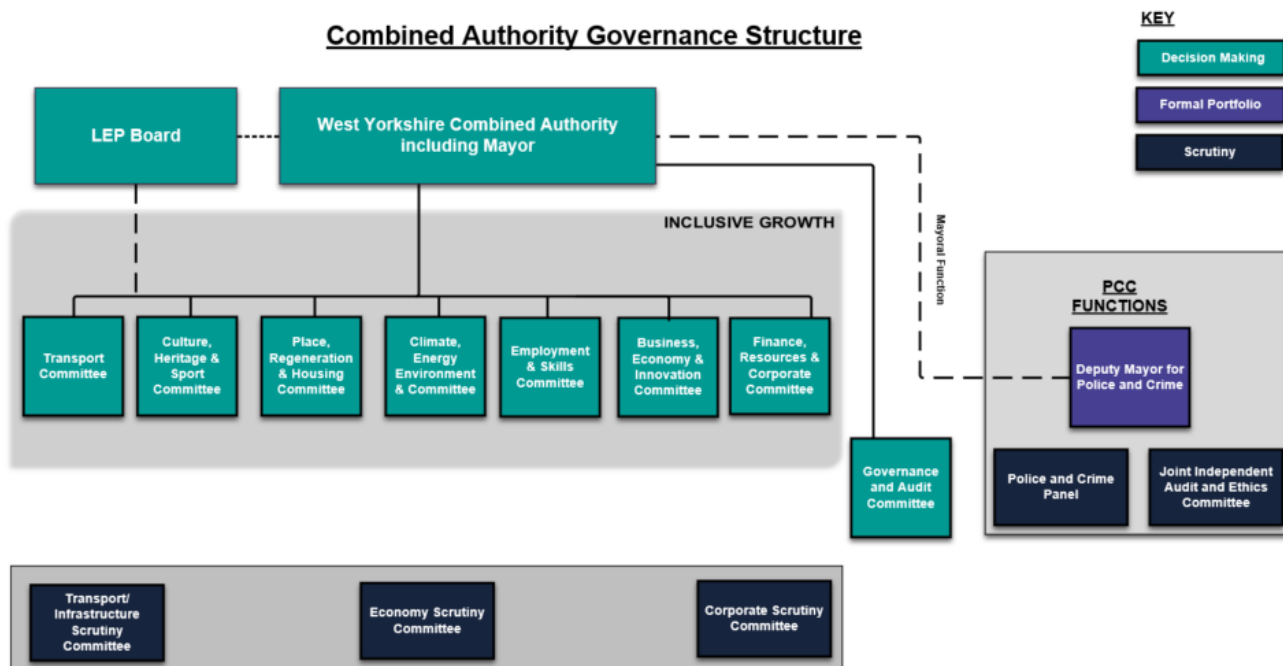 Combined Authority Governance Structure
KEY
Decision Making
Formal Portfolio
Scrutiny
LEP Board
West Yorkshire Combined Authority
including Mayor
Mayoral Function
INCLUSIVE GROWTH
Transport
Committee
Culture,
Heritage &
Sport
Committee
Place,
Regeneration
& Housing
Committee
Climate,
Energy
Environment
& Committee
Employment
& Skills
Committee
Business,
Economy &
Innovation
Committee
Finance,
Resources &
Corporate
Committee
Governance
and Audit
Committee
PCC
FUNCTIONS
Deputy Mayor for
Police and Crime
Police and Crime
Panel
Joint Independent
Audit and Ethics
Committee
Transport/
Infrastructure
Scrutiny
Committee
Economy Scrutiny
Committee
Corporate Scrutiny
Committee